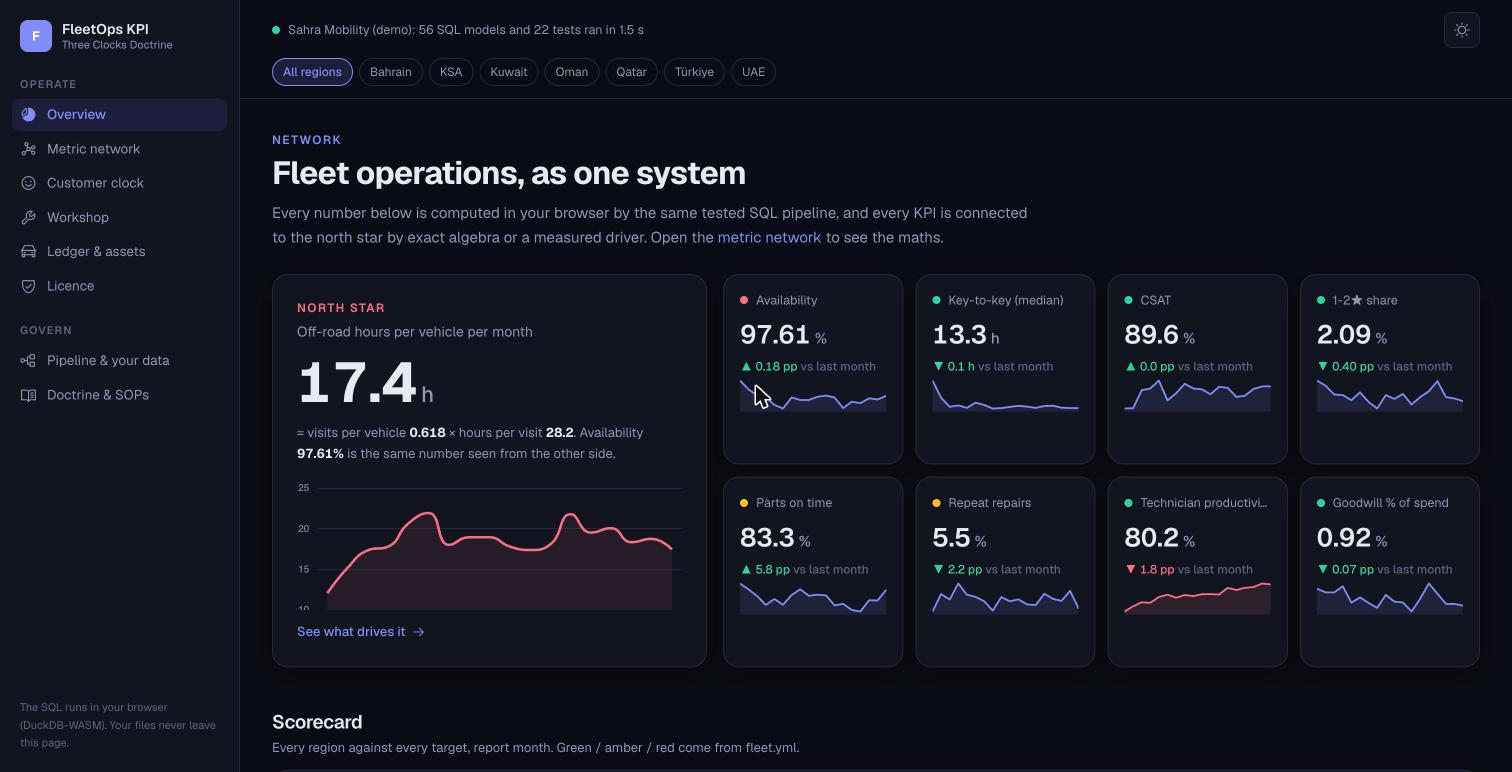 F
FleetOps KPI
Three Clocks Doctrine
OPERATE
Overview
Metric network
Customer clock
Workshop
Ledger & assets
Licence
GOVERN
Pipeline & your data
Doctrine & SOPs
The SQL runs in your browser
(DuckDB-WASM). Your files never leave
this page.
Sahra Mobility (demo): 56 SQL models and 22 tests ran in 1.5 s
All regions
Bahrain
KSA
Kuwait
Oman
Qatar
Türkiye
UAE
NETWORK
Fleet operations, as one system
Every number below is computed in your browser by the same tested SQL pipeline, and every KPI is connected
to the north star by exact algebra or a measured driver. Open the metric network to see the maths.
NORTH STAR
Off-road hours per vehicle per month
17.4 h
= visits per vehicle 0.618 × hours per visit 28.2. Availability
97.61% is the same number seen from the other side.
25
20
15
10
See what drives it →
Availability
97.61 %
▲ 0.18 pp vs last month
Key-to-key (median)
13.3 h
▼ 0.1 h vs last month
CSAT
89.6 %
▲ 0.0 pp vs last month
1-2★ share
2.09 %
▼ 0.40 pp vs last month
Parts on time
83.3 %
▲ 5.8 pp vs last month
Repeat repairs
5.5 %
▼ 2.2 pp vs last month
Technician productivi…
80.2 %
▼ 1.8 pp vs last month
Goodwill % of spend
0.92 %
▼ 0.07 pp vs last month
Scorecard
Every region against every target, report month. Green / amber / red come from fleet.yml.